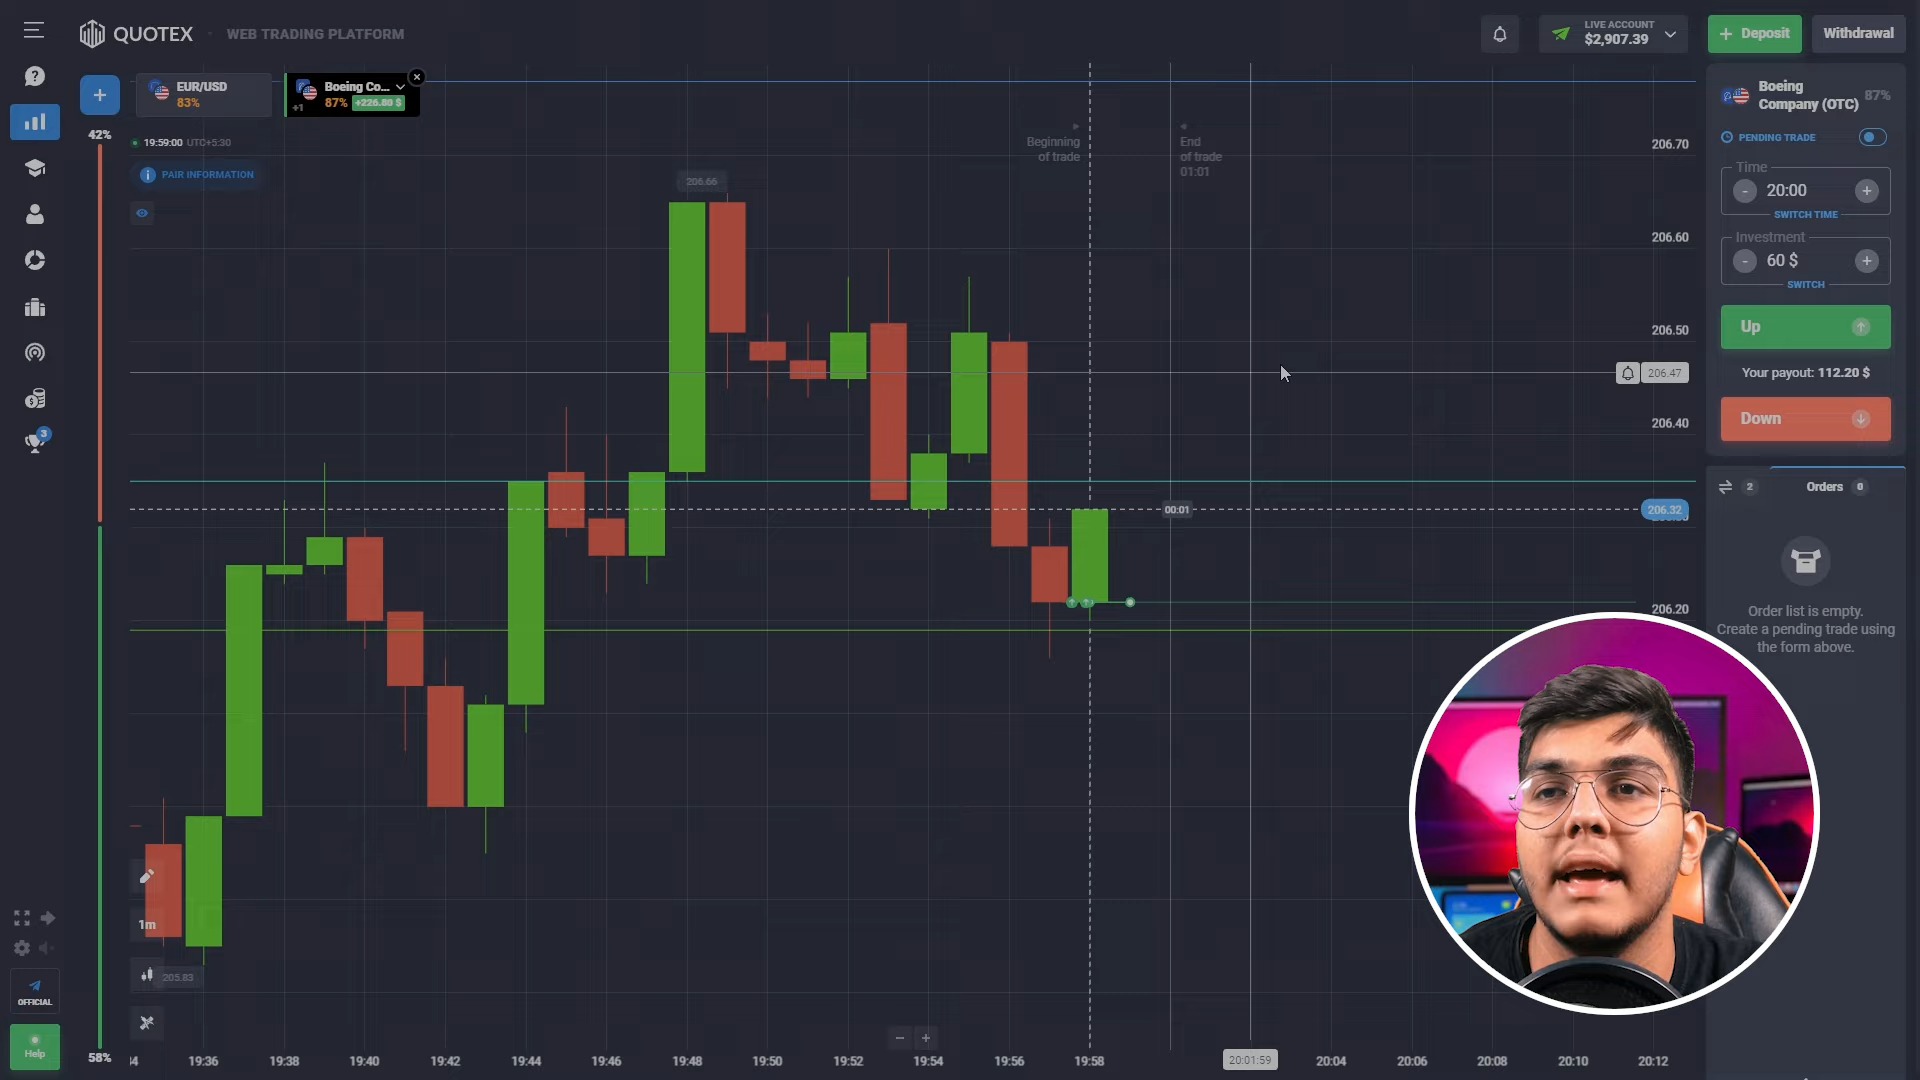 QUOTEX
WEB TRADING PLATFORM
LIVE ACCOUNT
$2,907.39
Deposit
Withdrawal
EUR/USD
83%
+1
Boeing Co...
87% +226.80 $
42%
19:59:00 UTC+5:30
PAIR INFORMATION
Beginning
of trade
End
of trade
01:01
206.66
206.70
206.60
206.50
206.47
206.40
206.32
206.20
00:01
205.83
1m
3
OFFICIAL
Help
58%
19:36
19:38
19:40
19:42
19:44
19:46
19:48
19:50
19:52
19:54
19:56
19:58
20:01:59
20:04
20:06
20:08
20:10
20:12
Boeing
Company (OTC)
87%
PENDING TRADE
Time
- 20:00 +
SWITCH TIME
Investment
- 60 $ +
SWITCH
Up
Your payout: 112.20 $
Down
2
Orders 0
Order list is empty.
Create a pending trade using
the form above.